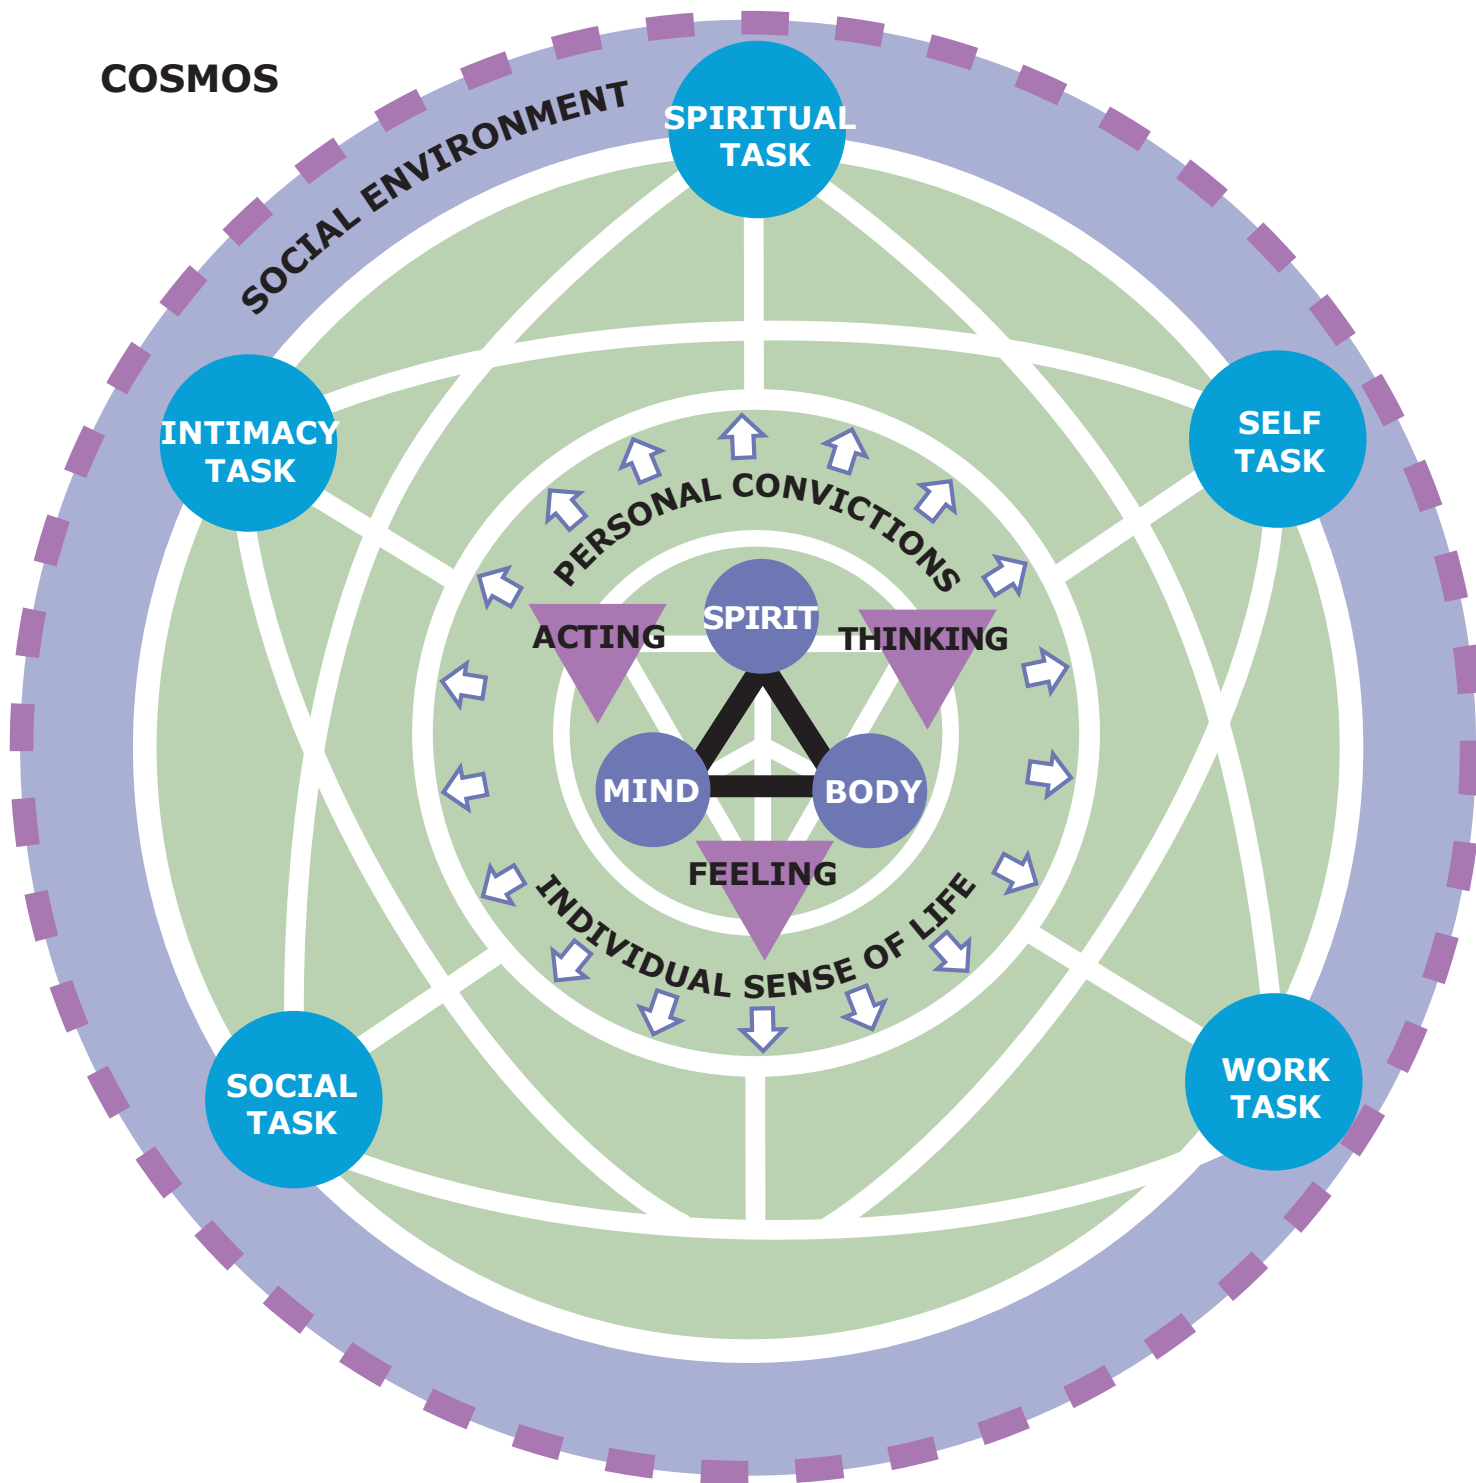 COSMOS
SOCIAL ENVIRONMENT
SPIRITUAL
TASK
INTIMACY
TASK
SELF
TASK
PERSONAL CONVICTIONS
SPIRIT
ACTING
THINKING
MIND
BODY
FEELING
INDIVIDUAL SENSE OF LIFE
SOCIAL
TASK
WORK
TASK